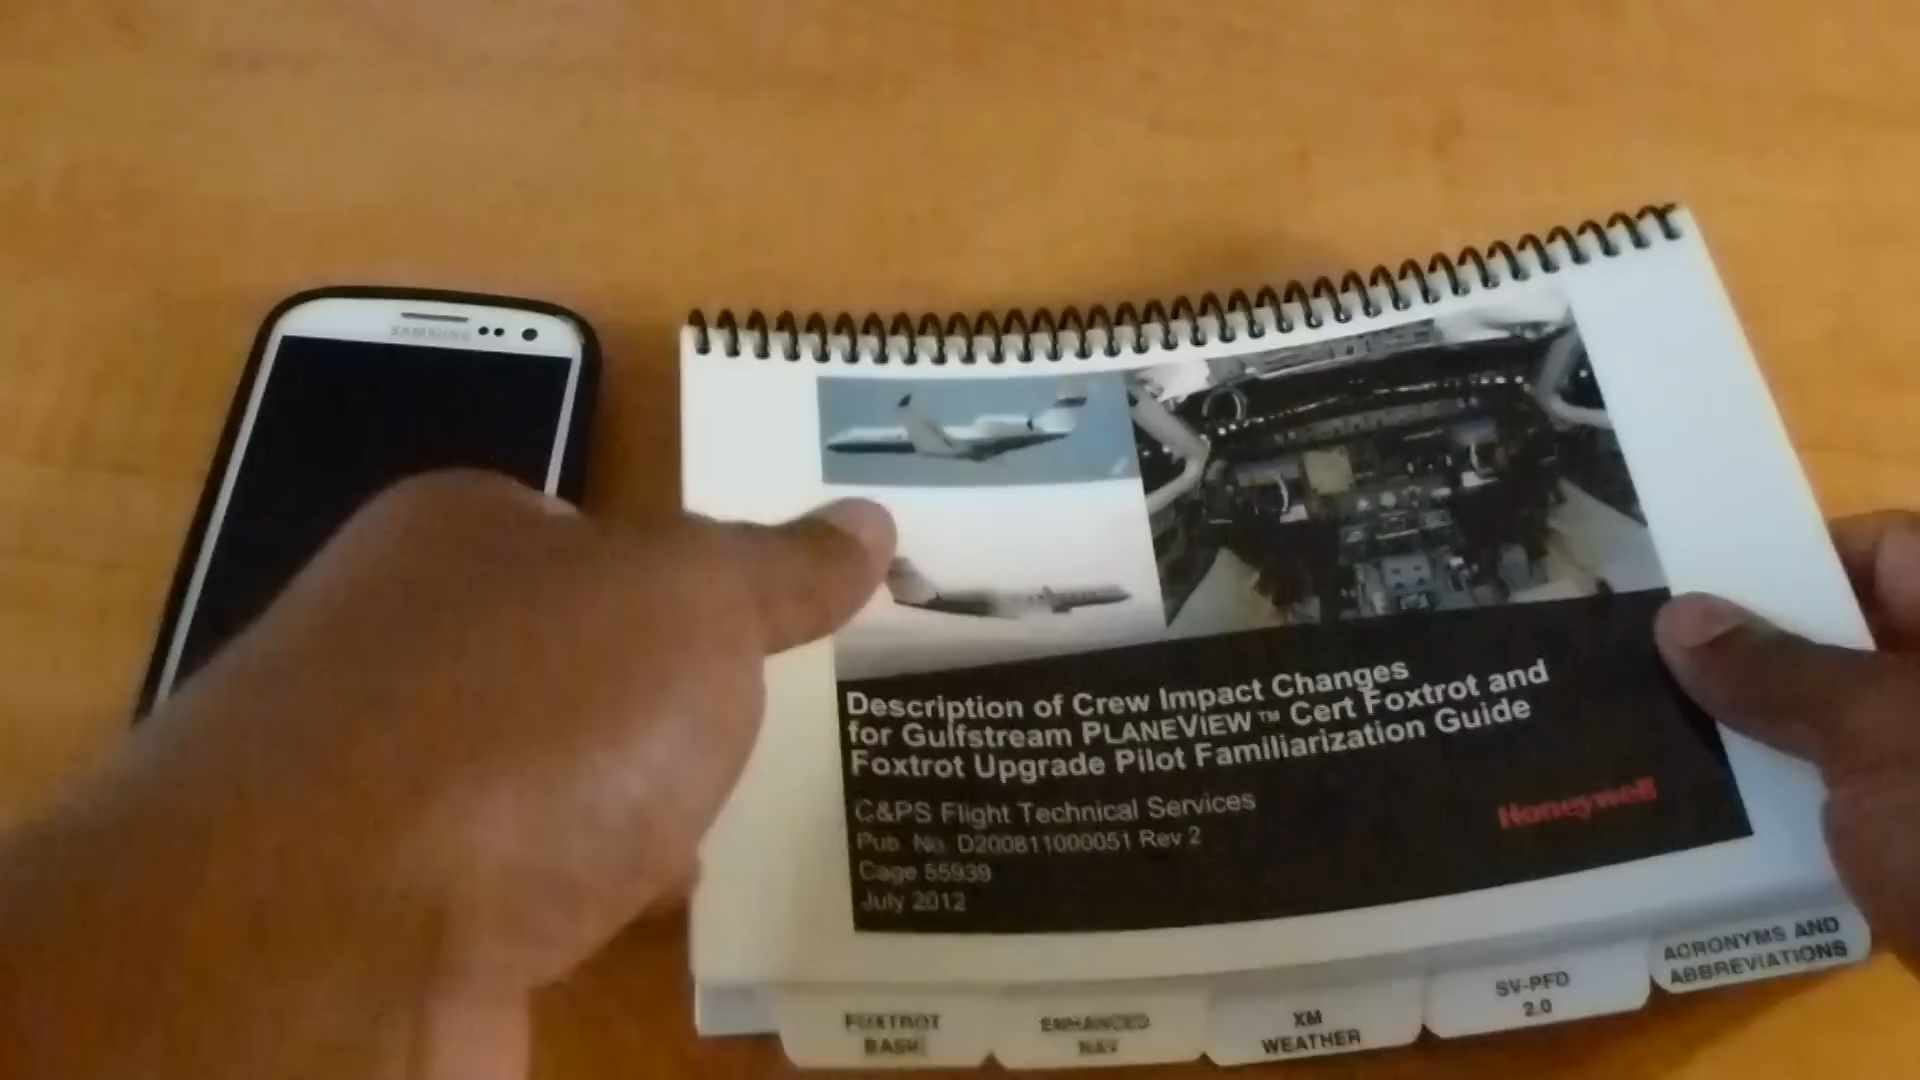 SAMSUNG
Description of Crew Impact Changes
for Gulfstream PLANEVIEW™ Cert Foxtrot and
Foxtrot Upgrade Pilot Familiarization Guide
C&PS Flight Technical Services
Honeywell
Pub. No. D200811000051 Rev 2
Cage 55939
July 2012
FOXTROT
BASIC
ENHANCED
NAV
XM
WEATHER
SV-PFD
2.0
ACRONYMS AND
ABBREVIATIONS